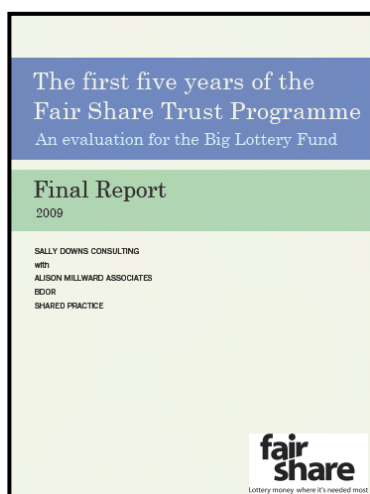 The first five years of the
Fair Share Trust Programme
An evaluation for the Big Lottery Fund
Final Report
2009
SALLY DOWNS CONSULTING
with
ALISON MILLWARD ASSOCIATES
BDOR
SHARED PRACTICE
fair
share
Lottery money where it's needed most